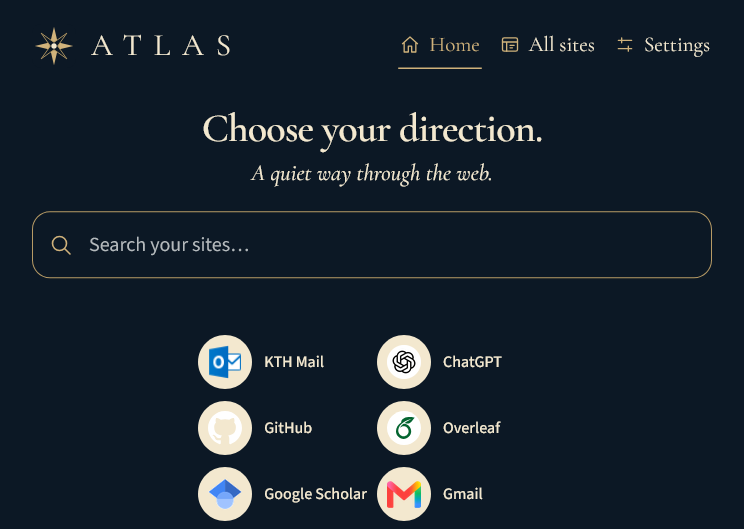 ATLAS
Home
All sites
Settings
Choose your direction.
A quiet way through the web.
Search your sites...
KTH Mail
ChatGPT
GitHub
Overleaf
Google Scholar
Gmail